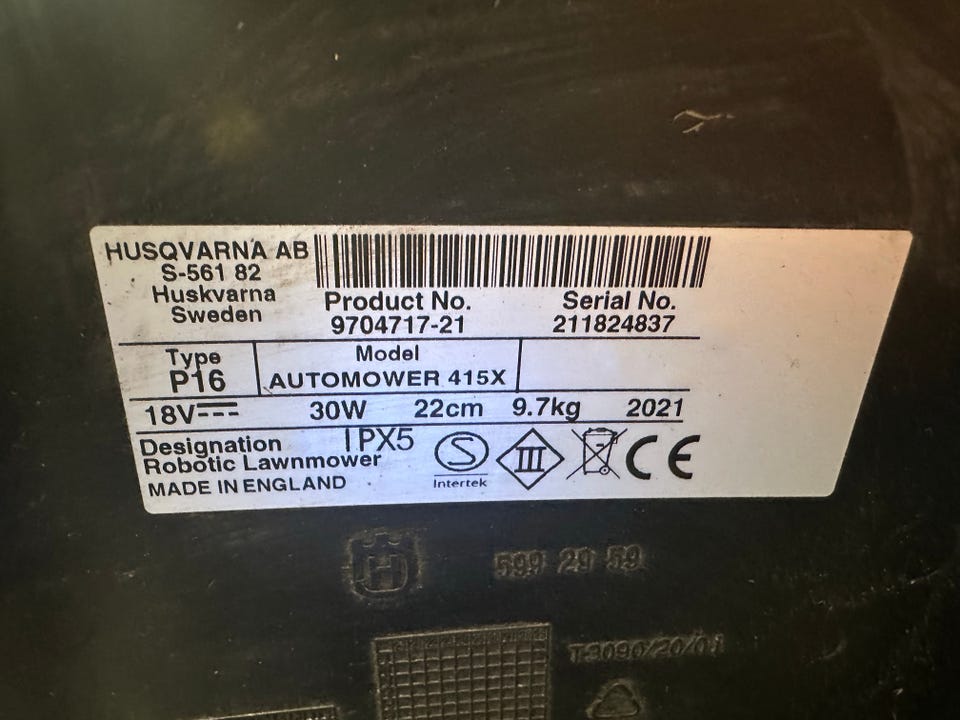 HUSQVARNA AB
S-561 82
Huskvarna
Sweden
Product No.
9704717-21
Serial No.
211824837
Type
P16
Model
AUTOMOWER 415X
18V 30W 22cm 9.7kg 2021
Designation IPX5
Robotic Lawnmower
MADE IN ENGLAND
S
Intertek
III
CE
H
599 29 59